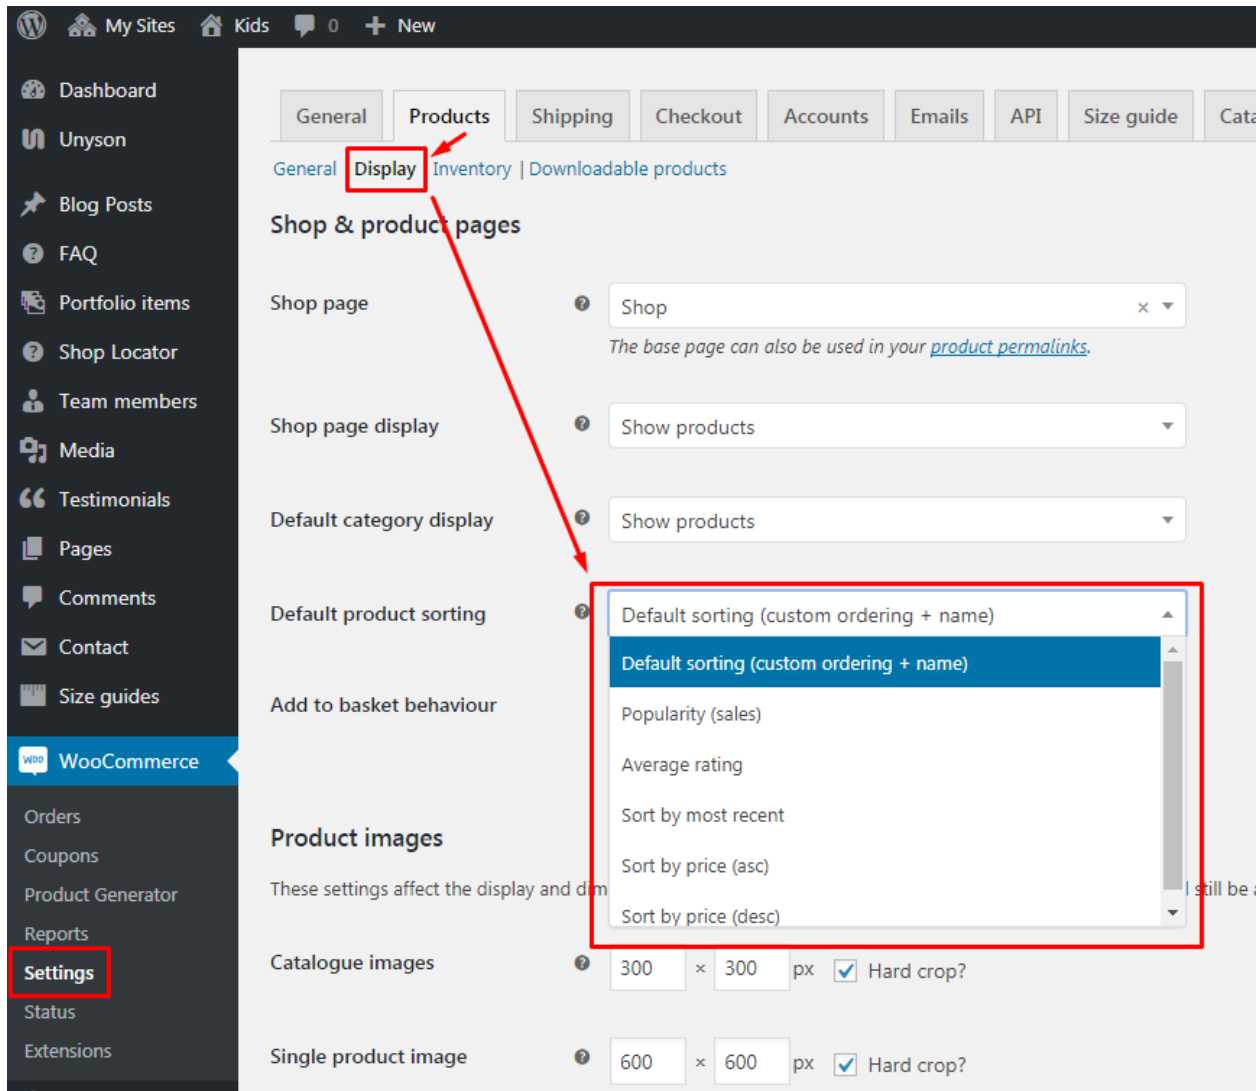 My Sites Kids 0 New
Dashboard
Unyson
Blog Posts
FAQ
Portfolio items
Shop Locator
Team members
Media
Testimonials
Pages
Comments
Contact
Size guides
WooCommerce
Orders
Coupons
Product Generator
Reports
Settings
Status
Extensions
General Products Shipping Checkout Accounts Emails API Size guide Cata
General Display Inventory | Downloadable products
Shop & product pages
Shop page
Shop
The base page can also be used in your product permalinks.
Shop page display
Show products
Default category display
Show products
Default product sorting
Default sorting (custom ordering + name)
Default sorting (custom ordering + name)
Popularity (sales)
Average rating
Sort by most recent
Sort by price (asc)
Sort by price (desc)
Add to basket behaviour
Product images
These settings affect the display and dim still be a
Catalogue images
300 × 300 px Hard crop?
Single product image
600 × 600 px Hard crop?